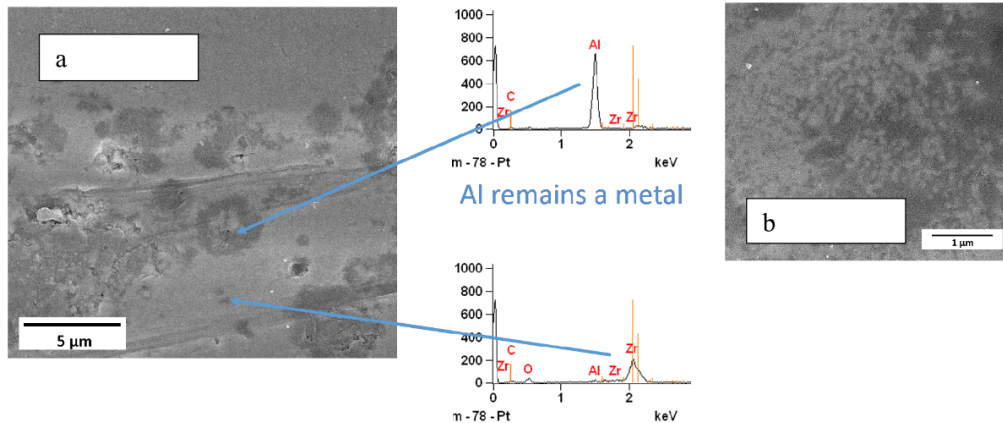 a
5 µm
1000
800
600
400
200
0
Al
C
Zr
Zr
Zr
0 1 2
m - 78 - Pt keV
Al remains a metal
1000
800
600
400
200
0
Zr
C
Zr
O
Al
Zr
0 1 2
m - 78 - Pt keV
b
1 µm